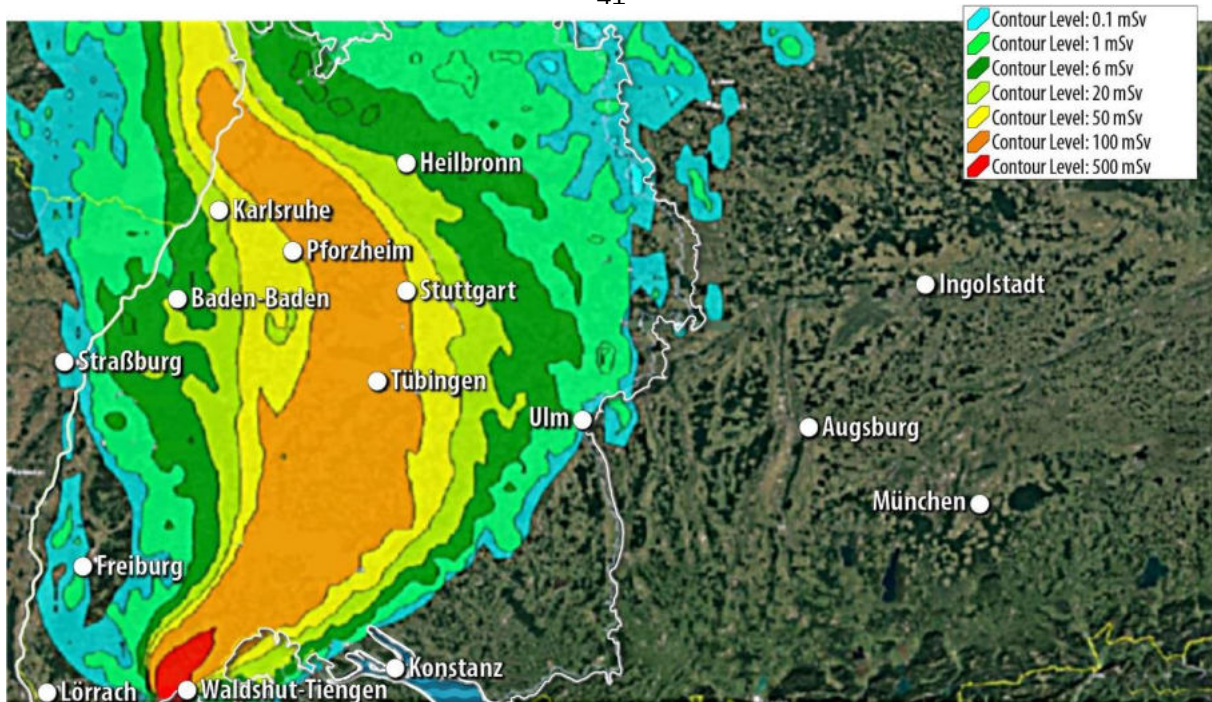 41
Contour Level: 0.1 mSv
Contour Level: 1 mSv
Contour Level: 6 mSv
Contour Level: 20 mSv
Contour Level: 50 mSv
Contour Level: 100 mSv
Contour Level: 500 mSv
Heilbronn
Karlsruhe
Pforzheim
Baden-Baden
Stuttgart
Ingolstadt
Straßburg
Tübingen
Ulm
Augsburg
München
Freiburg
Konstanz
Lörrach
Waldshut-Tiengen